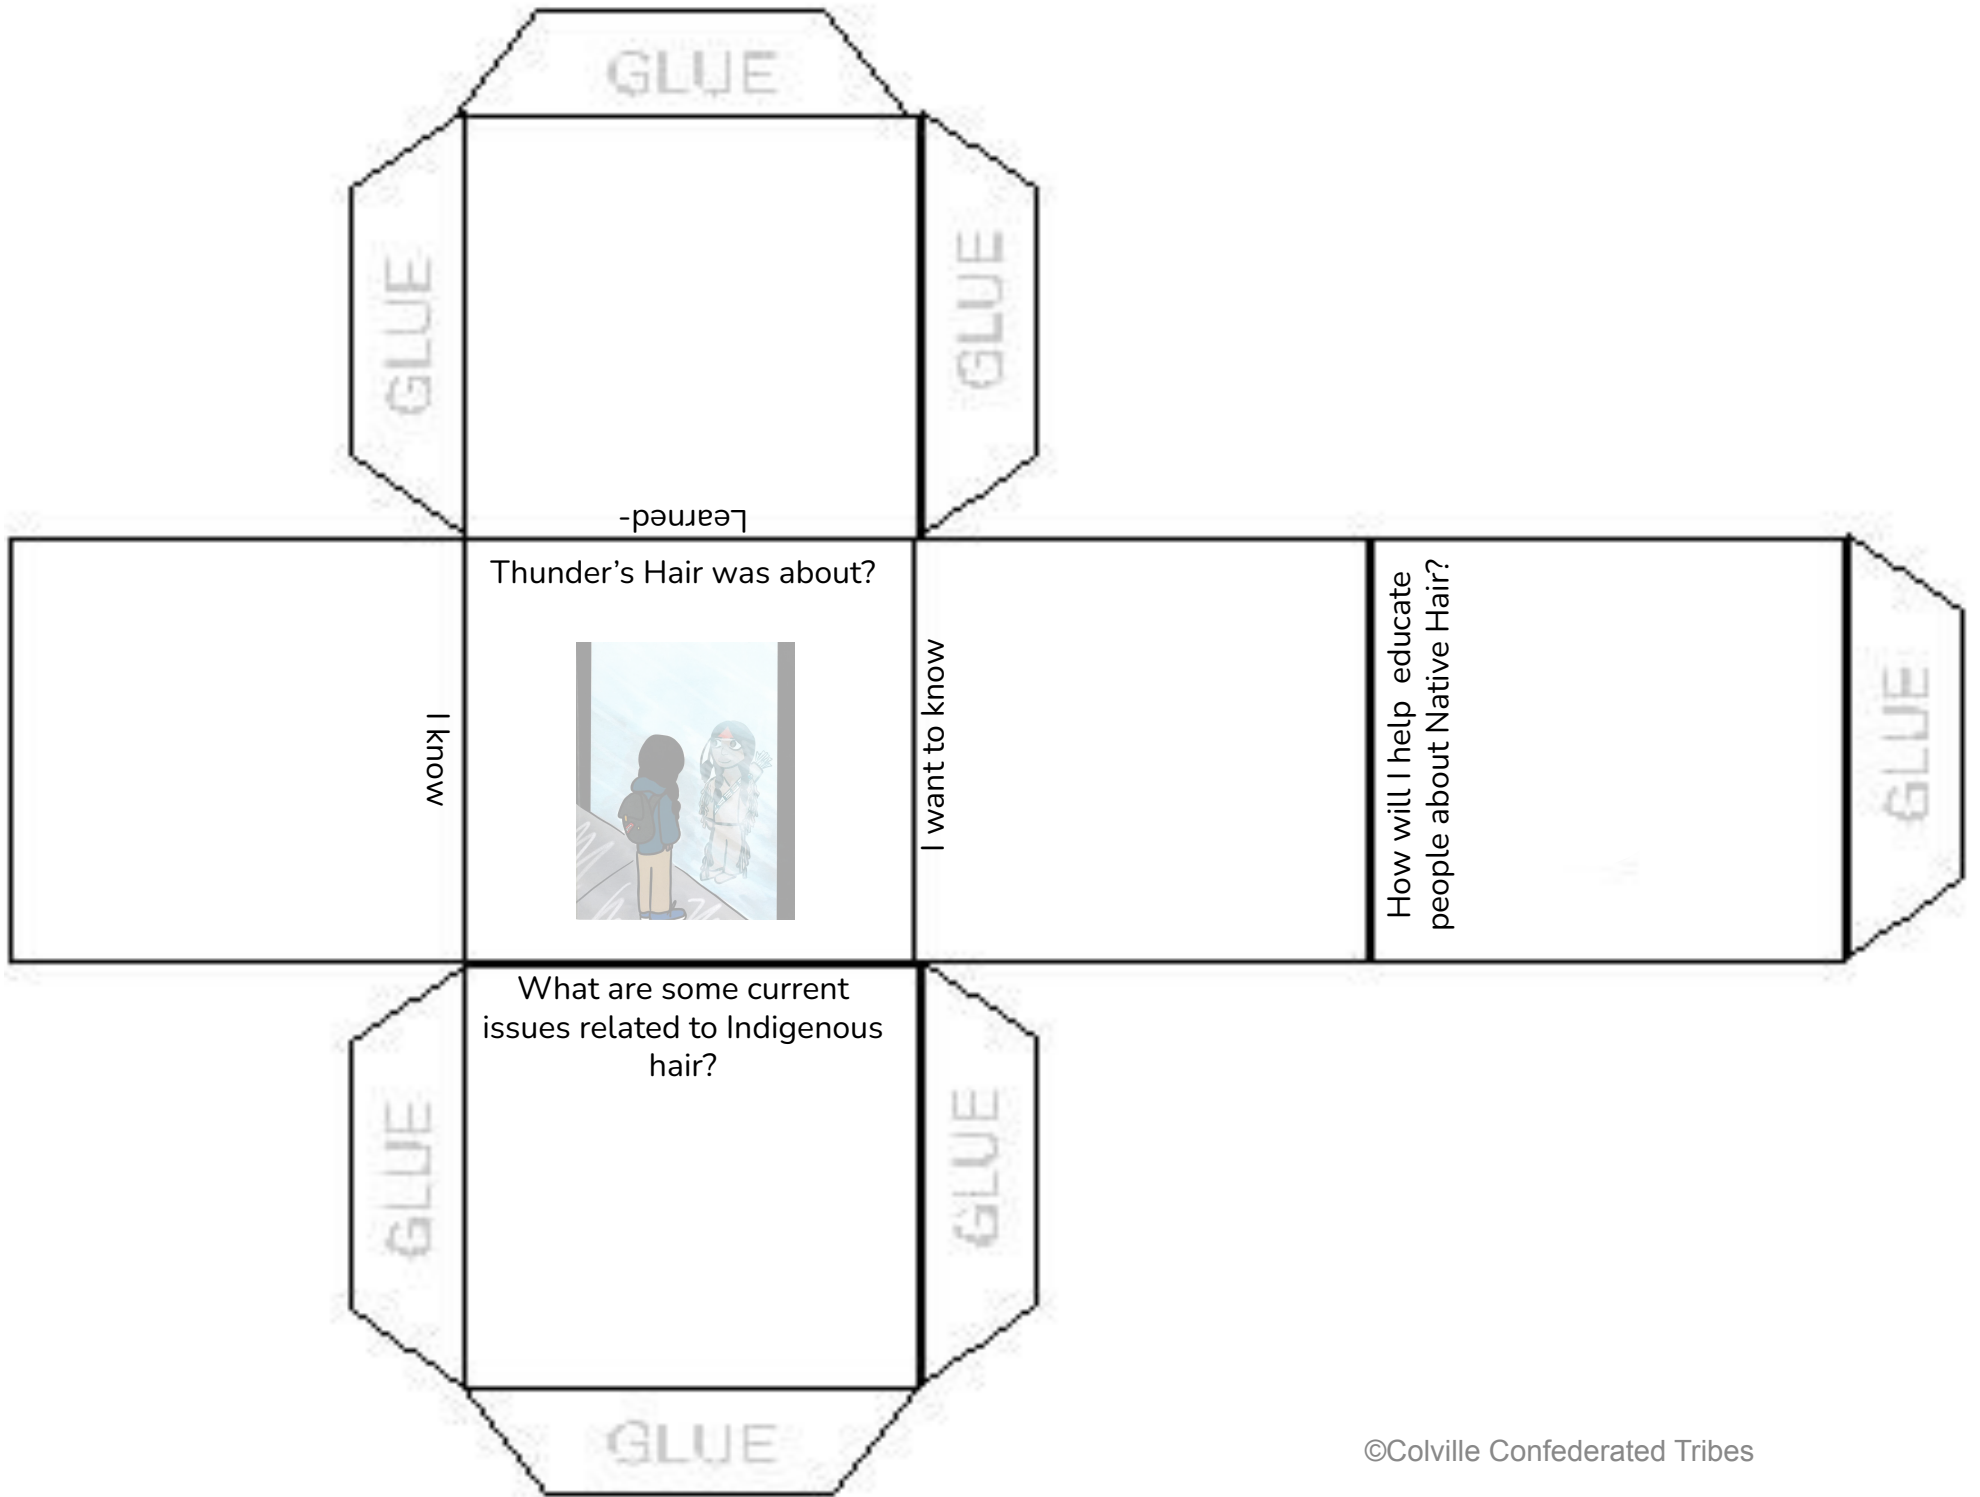 GLUE
GLUE
GLUE
Learned-
Thunder's Hair was about?
I know
I want to know
How will I help educate
people about Native Hair?
GLUE
What are some current
issues related to Indigenous
hair?
GLUE
GLUE
GLUE
©Colville Confederated Tribes